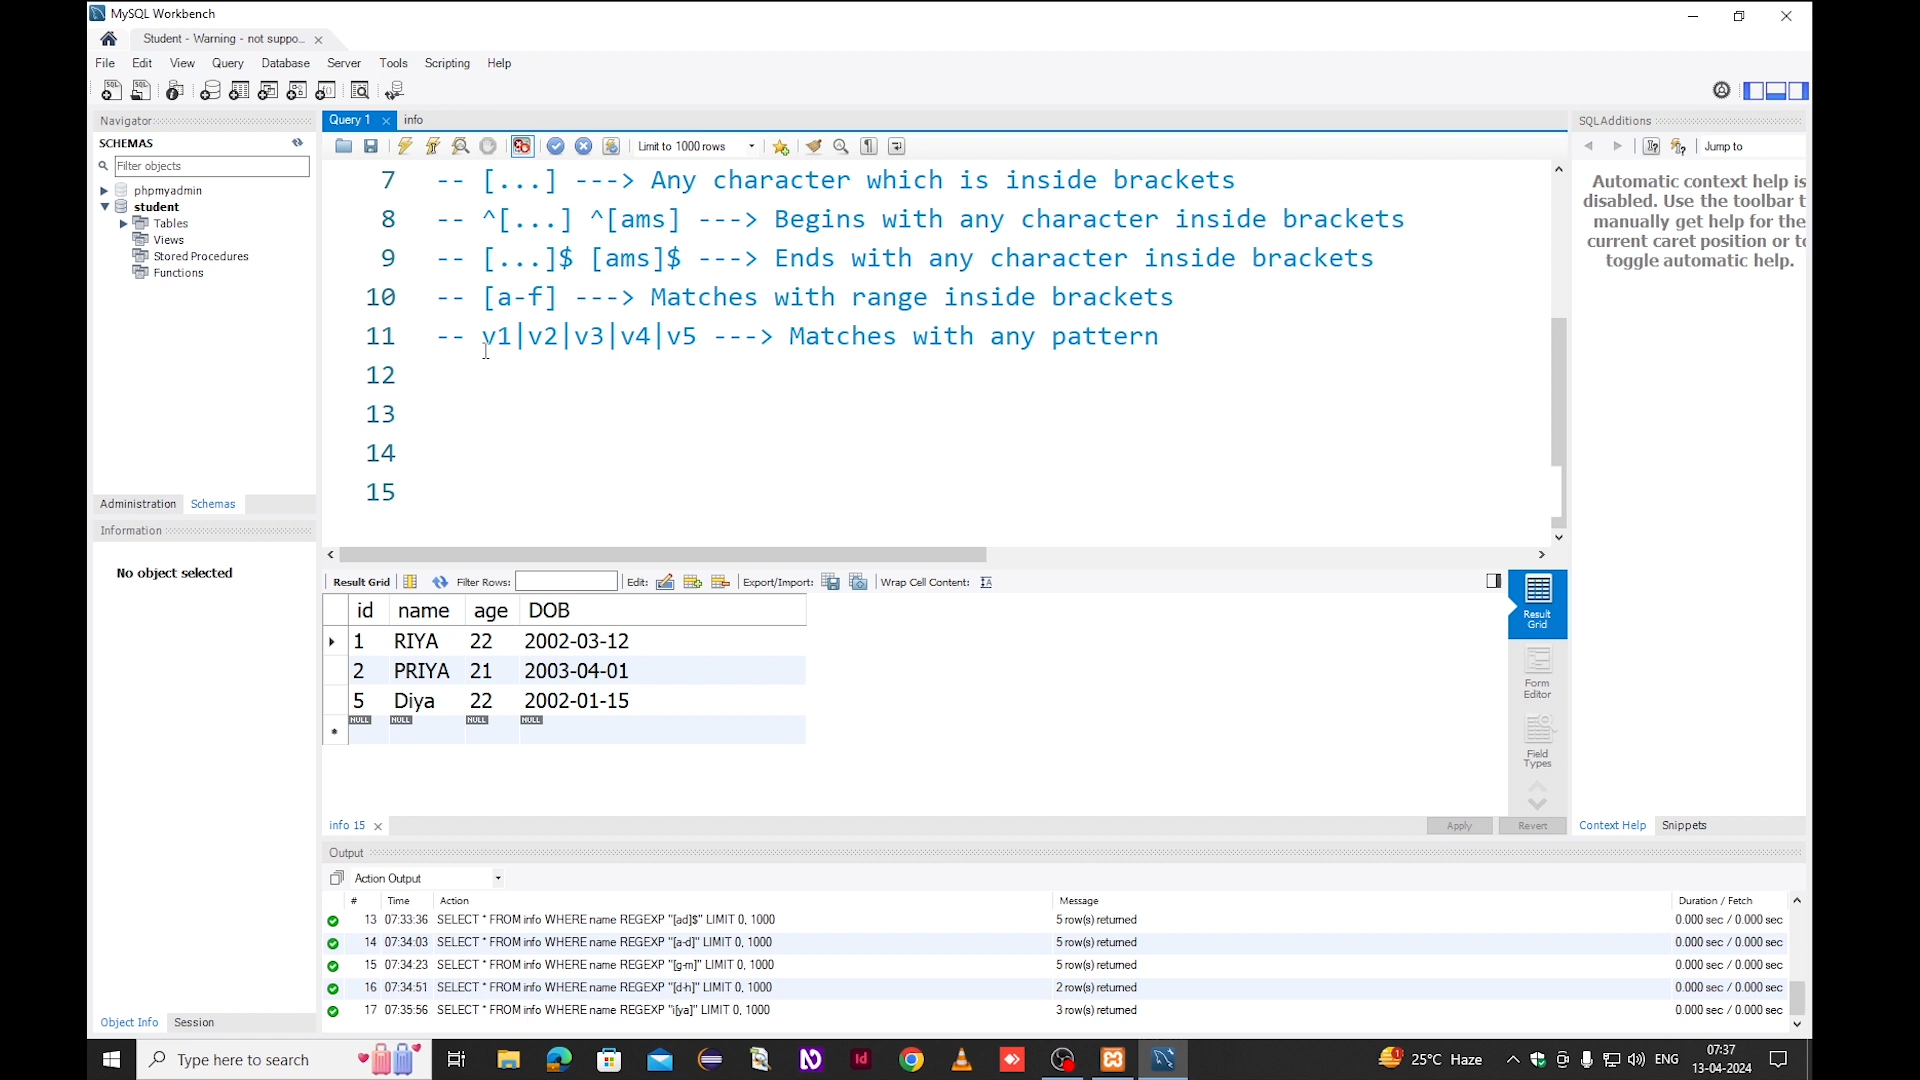 MySQL Workbench
Student - Warning - not suppo...
File Edit View Query Database Server Tools Scripting Help
Navigator
SCHEMAS
Filter objects
phpmyadmin
student
Tables
Views
Stored Procedures
Functions
Administration Schemas
Information
No object selected
Object Info Session
Query 1 info
Limit to 1000 rows
7 -- [...] ---> Any character which is inside brackets
8 -- ^[...] ^[ams] ---> Begins with any character inside brackets
9 -- [...]$ [ams]$ ---> Ends with any character inside brackets
10 -- [a-f] ---> Matches with range inside brackets
11 -- v1|v2|v3|v4|v5 ---> Matches with any pattern
12
13
14
15
Result Grid Filter Rows: Edit: Export/Import: Wrap Cell Content:
id name age DOB
1 RIYA 22 2002-03-12
2 PRIYA 21 2003-04-01
5 Diya 22 2002-01-15
NULL NULL NULL NULL
Result Grid
Form Editor
Field Types
info 15 Apply Revert
SQLAdditions
Jump to
Automatic context help is
disabled. Use the toolbar t
manually get help for the
current caret position or to
toggle automatic help.
Context Help Snippets
Output
Action Output
# Time Action Message Duration / Fetch
13 07:33:36 SELECT * FROM info WHERE name REGEXP "[ad]$" LIMIT 0, 1000 5 row(s) returned 0.000 sec / 0.000 sec
14 07:34:03 SELECT * FROM info WHERE name REGEXP "[a-d]" LIMIT 0, 1000 5 row(s) returned 0.000 sec / 0.000 sec
15 07:34:23 SELECT * FROM info WHERE name REGEXP "[g-m]" LIMIT 0, 1000 5 row(s) returned 0.000 sec / 0.000 sec
16 07:34:51 SELECT * FROM info WHERE name REGEXP "[d-h]" LIMIT 0, 1000 2 row(s) returned 0.000 sec / 0.000 sec
17 07:35:56 SELECT * FROM info WHERE name REGEXP "i[ya]" LIMIT 0, 1000 3 row(s) returned 0.000 sec / 0.000 sec
Type here to search
25°C Haze
ENG
07:37
13-04-2024